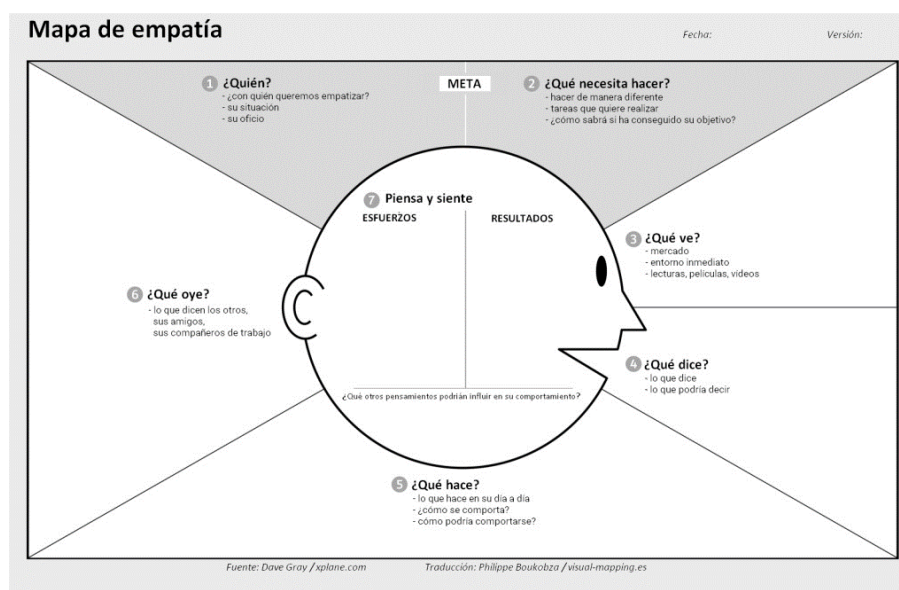 Mapa de empatía
Fecha:
Versión:
1 ¿Quién?
- ¿con quién queremos empatizar?
- su situación
- su oficio
META
2 ¿Qué necesita hacer?
- hacer de manera diferente
- tareas que quiere realizar
- ¿cómo sabrá si ha conseguido su objetivo?
3 ¿Qué ve?
- mercado
- entorno inmediato
- lecturas, películas, videos
4 ¿Qué dice?
- lo que dice
- lo que podría decir
5 ¿Qué hace?
- lo que hace en su día a día
- ¿cómo se comporta?
- cómo podría comportarse?
6 ¿Qué oye?
- lo que dicen los otros,
sus amigos,
sus compañeros de trabajo
7 Piensa y siente
ESFUERZOS
RESULTADOS
¿Qué otros pensamientos podrián influir en su comportamiento?
Fuente: Dave Gray / xplane.com
Traducción: Philippe Boukobza / visual-mapping.es